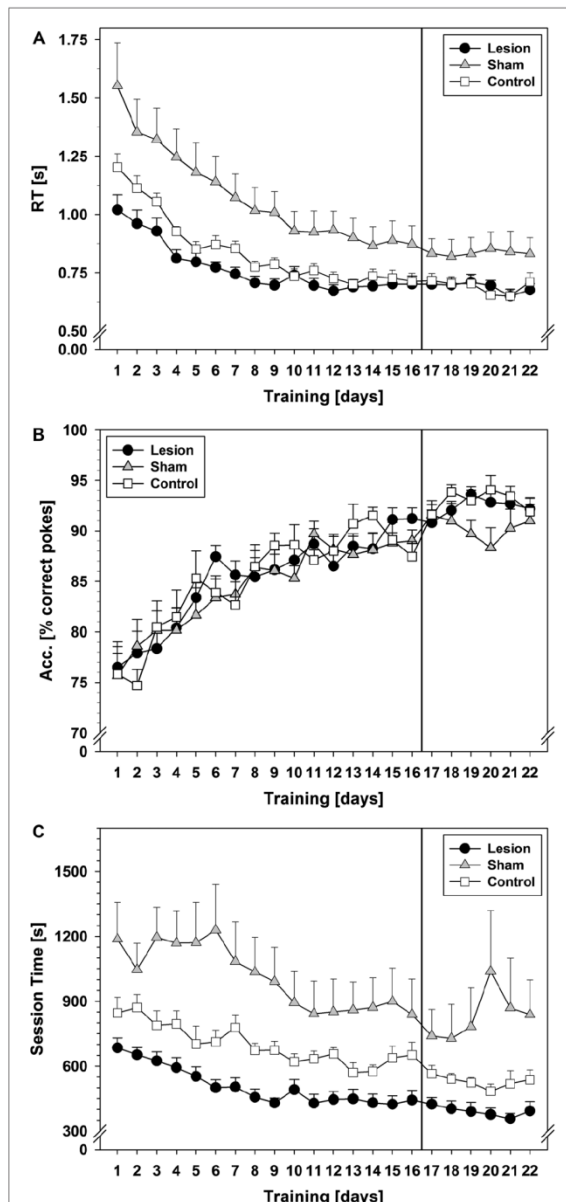 A
1.75
1.50
1.25
1.00
0.75
0.50
0.00
RT [s]
Lesion
Sham
Control
1 2 3 4 5 6 7 8 9 10 11 12 13 14 15 16 17 18 19 20 21 22
Training [days]
B
100
95
90
85
80
75
70
0
Acc. [% correct pokes]
Lesion
Sham
Control
1 2 3 4 5 6 7 8 9 10 11 12 13 14 15 16 17 18 19 20 21 22
Training [days]
C
1500
1200
900
600
300
0
Session Time [s]
Lesion
Sham
Control
1 2 3 4 5 6 7 8 9 10 11 12 13 14 15 16 17 18 19 20 21 22
Training [days]